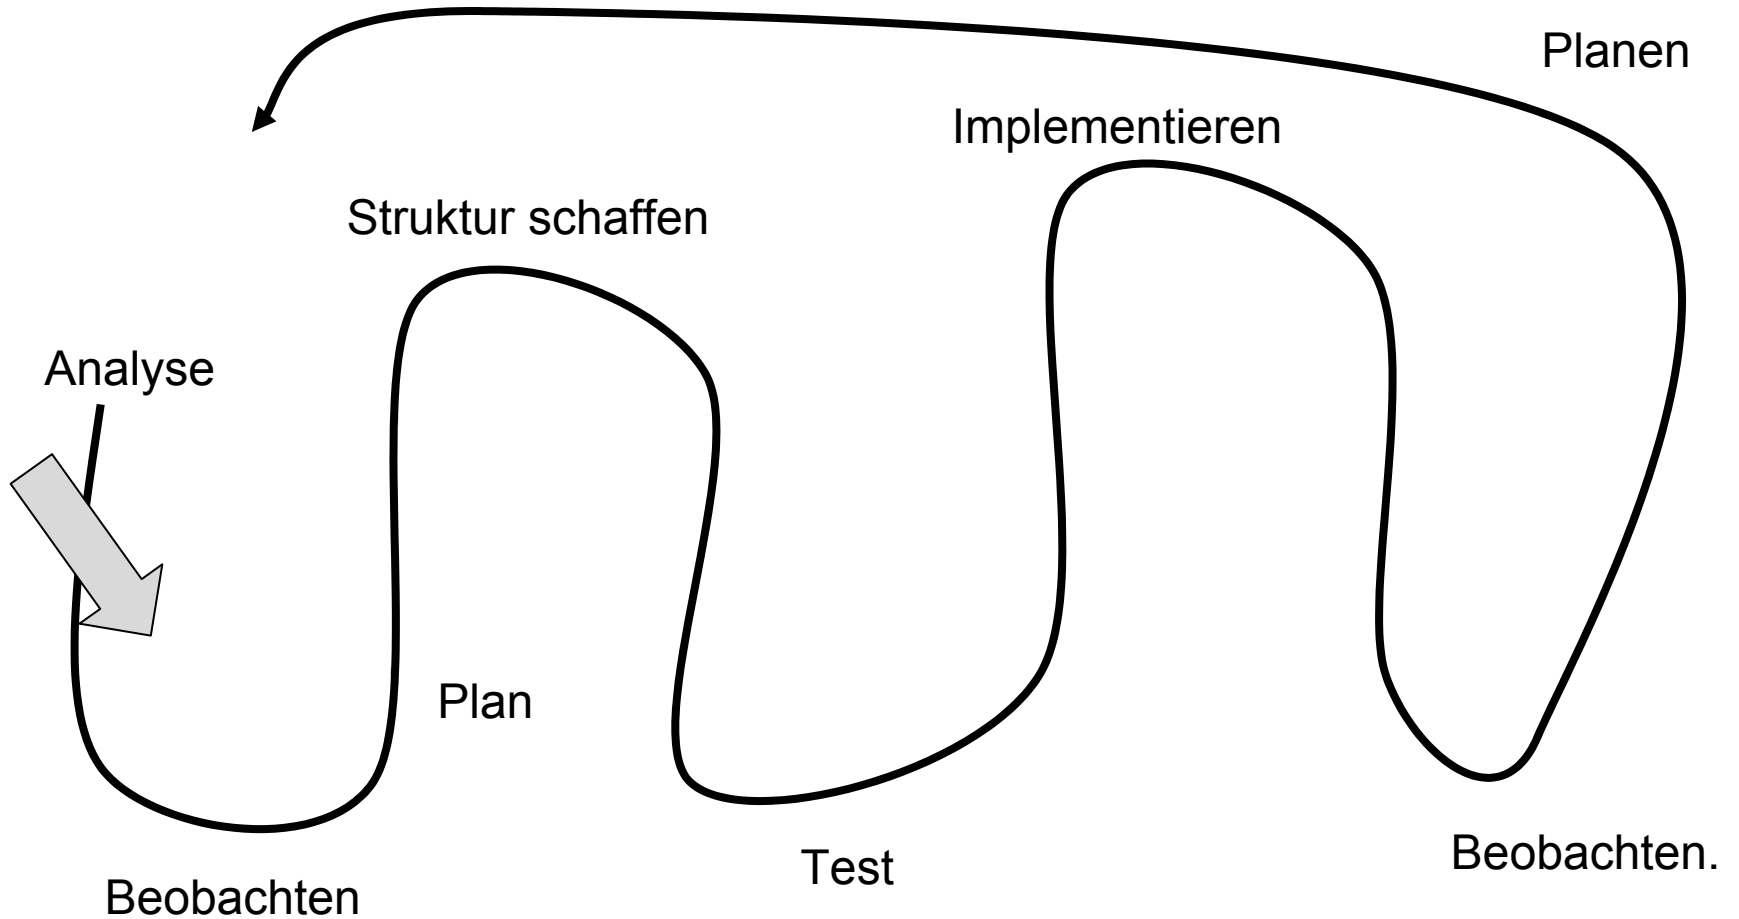 Planen
Implementieren
Struktur schaffen
Analyse
Plan
Beobachten.
Test
Beobachten